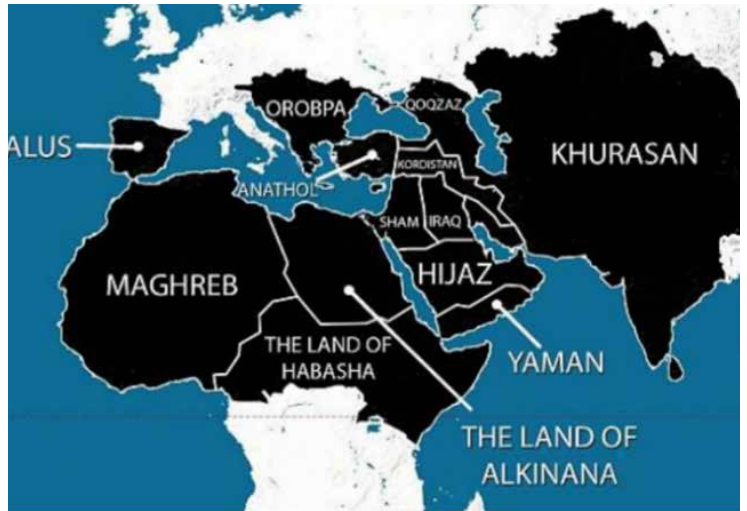 OROBPA
QOQZAZ
ALUS
KHURASAN
ANATHOL
KORDISTAN
SHAM
IRAQ
MAGHREB
HIJAZ
THE LAND OF
HABASHA
YAMAN
THE LAND OF
ALKINANA